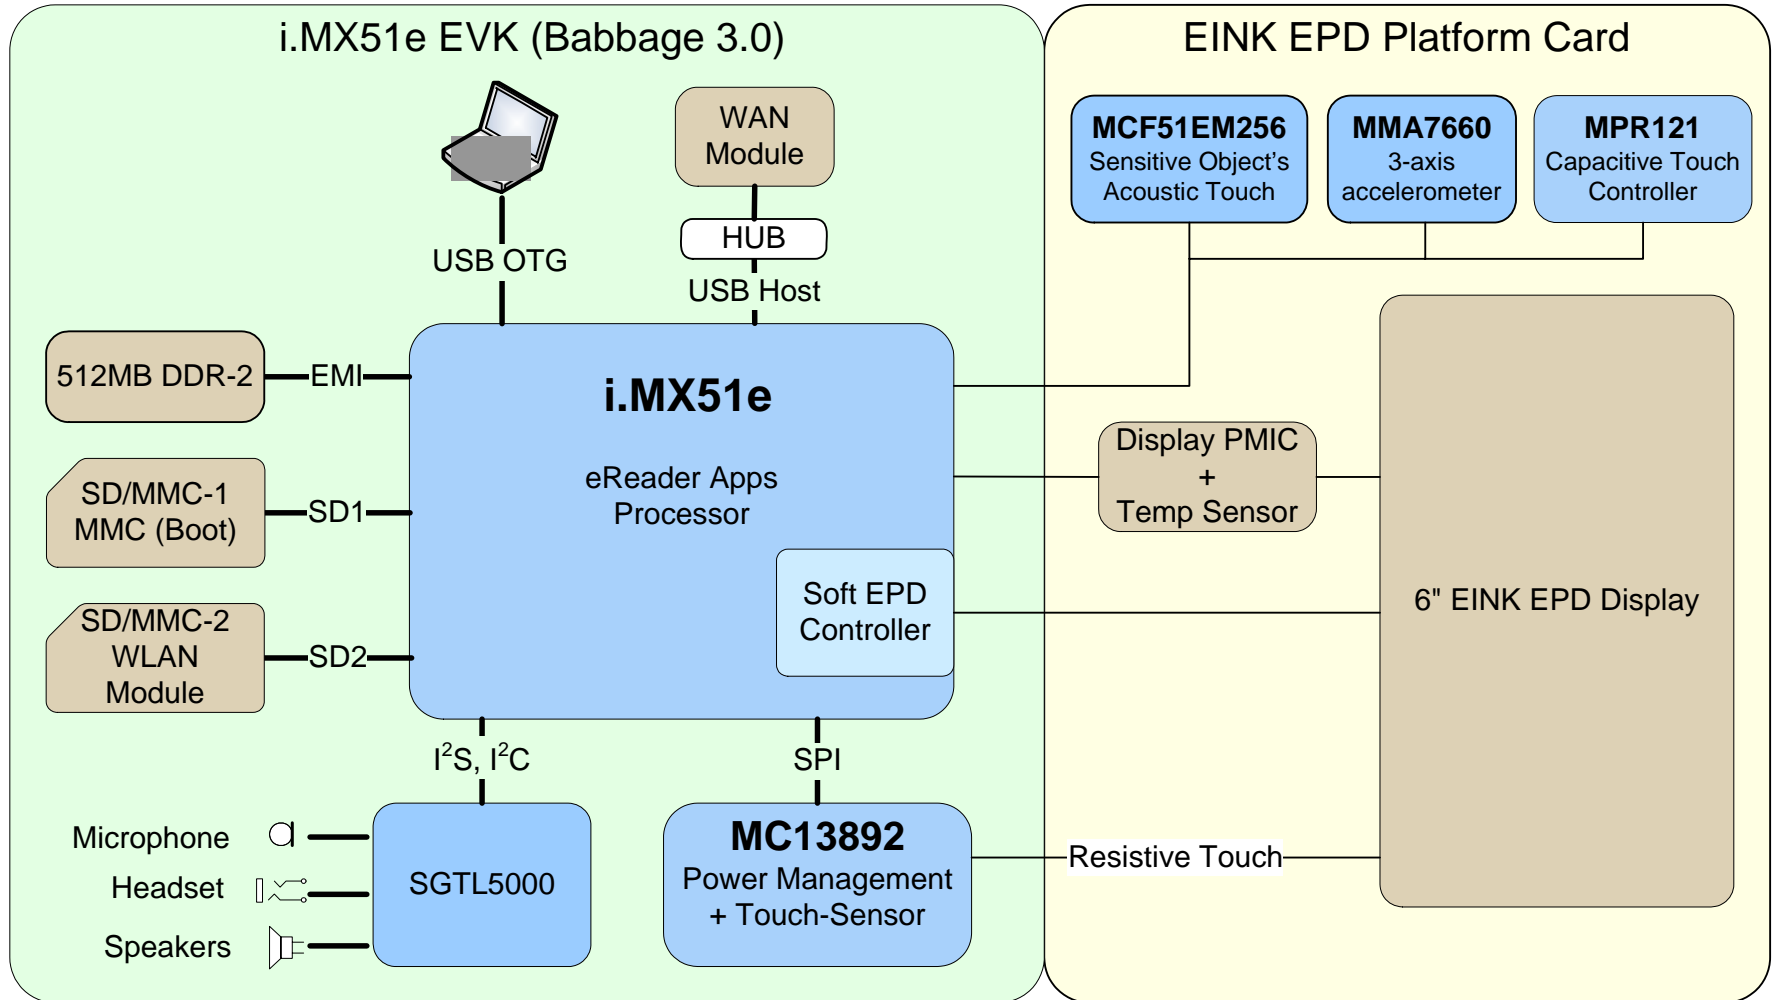 i.MX51e EVK (Babbage 3.0)
EINK EPD Platform Card
WAN
Module
HUB
USB OTG
USB Host
MCF51EM256
Sensitive Object's
Acoustic Touch
MMA7660
3-axis
accelerometer
MPR121
Capacitive Touch
Controller
512MB DDR-2
EMI
i.MX51e
eReader Apps
Processor
SD/MMC-1
MMC (Boot)
SD1
Display PMIC
+
Temp Sensor
Soft EPD
Controller
6" EINK EPD Display
SD/MMC-2
WLAN
Module
SD2
I²S, I²C
SPI
Microphone
Headset
Speakers
SGTL5000
MC13892
Power Management
+ Touch-Sensor
Resistive Touch